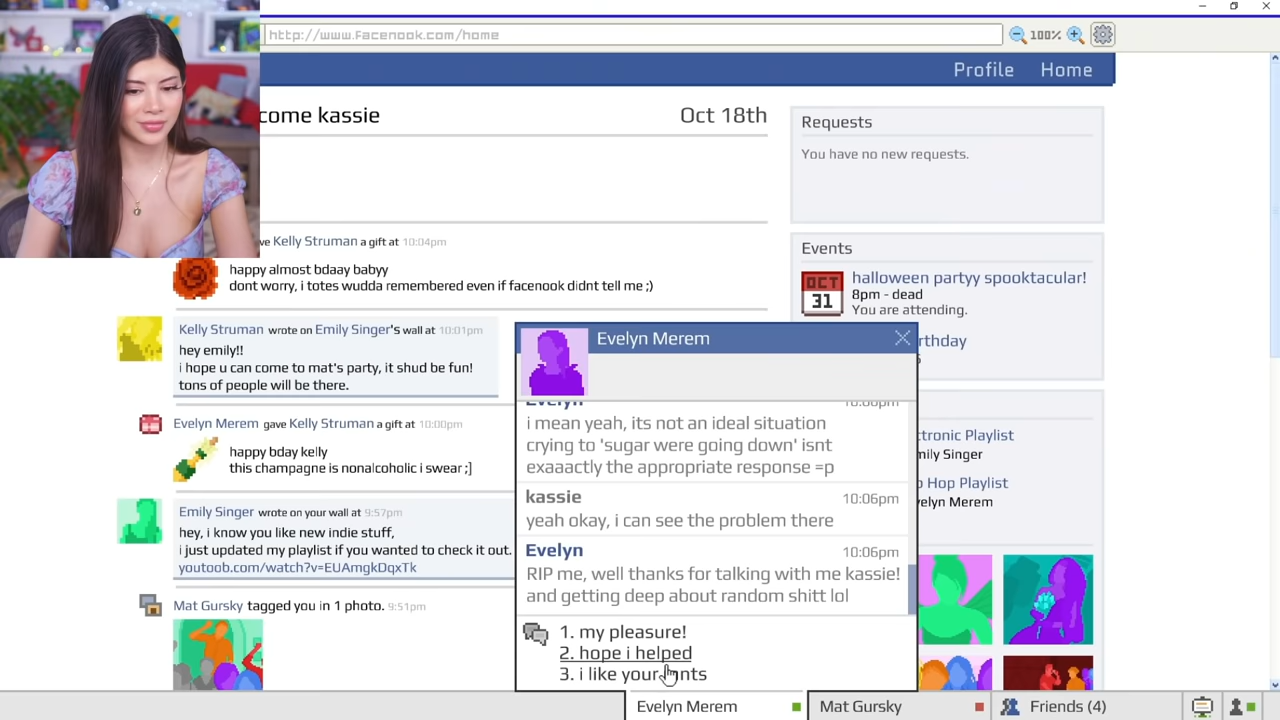 http://www.facenook.com/home
100%
Profile
Home
come kassie
Oct 18th
ve Kelly Struman a gift at 10:04pm
happy almost bdaay babyy
dont worry, i totes wudda remembered even if facenook didnt tell me ;)
Kelly Struman wrote on Emily Singer's wall at 10:01pm
hey emily!!
i hope u can come to mat's party, it shud be fun!
tons of people will be there.
Evelyn Merem gave Kelly Struman a gift at 10:00pm
happy bday kelly
this champagne is nonalcoholic i swear ;]
Emily Singer wrote on your wall at 9:57pm
hey, i know you like new indie stuff,
i just updated my playlist if you wanted to check it out.
youtoob.com/watch?v=EUAmgkDqxTk
Mat Gursky tagged you in 1 photo. 9:51pm
Requests
You have no new requests.
Events
OCT
31
halloween partyy spooktacular!
8pm - dead
You are attending.
rthday
ctronic Playlist
mily Singer
Hop Playlist
velyn Merem
Evelyn Merem
Evelyn
i mean yeah, its not an ideal situation
crying to 'sugar were going down' isnt
exaaactly the appropriate response =p
kassie
10:06pm
yeah okay, i can see the problem there
Evelyn
10:06pm
RIP me, well thanks for talking with me kassie!
and getting deep about random shitt lol
1. my pleasure!
2. hope i helped
3. i like your
Evelyn Merem
Mat Gursky
Friends (4)